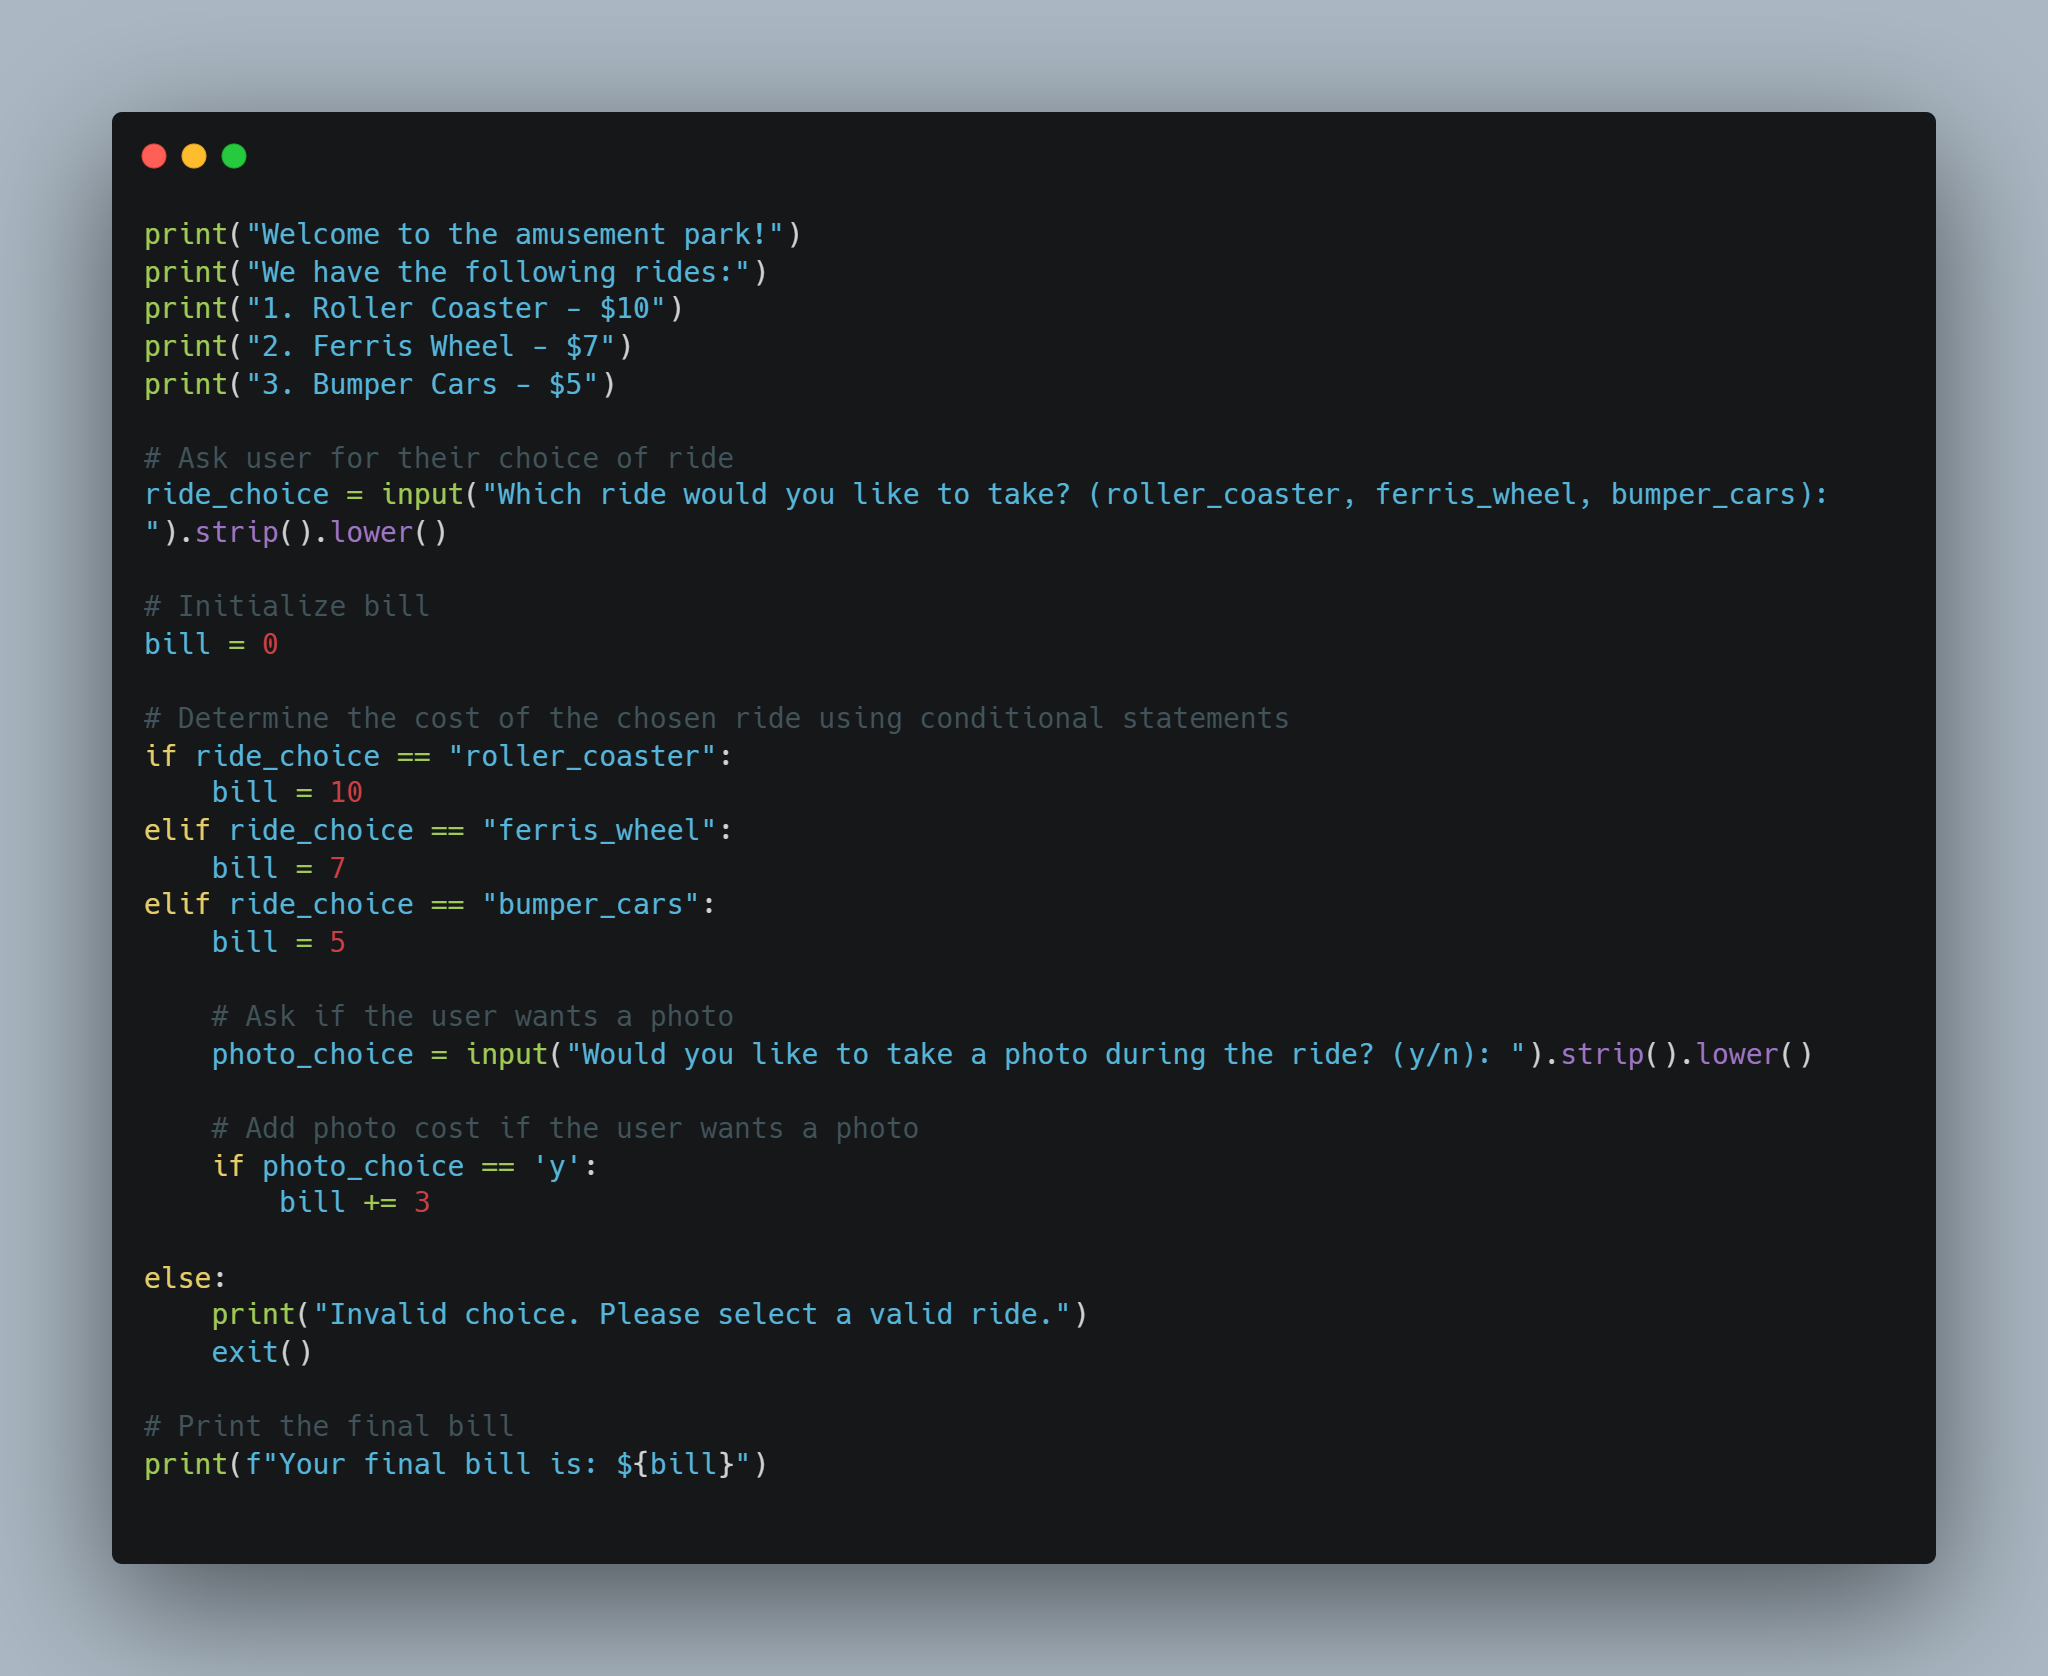 print("Welcome to the amusement park!")
print("We have the following rides:")
print("1. Roller Coaster - $10")
print("2. Ferris Wheel - $7")
print("3. Bumper Cars - $5")

# Ask user for their choice of ride
ride_choice = input("Which ride would you like to take? (roller_coaster, ferris_wheel, bumper_cars):
").strip().lower()

# Initialize bill
bill = 0

# Determine the cost of the chosen ride using conditional statements
if ride_choice == "roller_coaster":
    bill = 10
elif ride_choice == "ferris_wheel":
    bill = 7
elif ride_choice == "bumper_cars":
    bill = 5

    # Ask if the user wants a photo
    photo_choice = input("Would you like to take a photo during the ride? (y/n): ").strip().lower()

    # Add photo cost if the user wants a photo
    if photo_choice == 'y':
        bill += 3

else:
    print("Invalid choice. Please select a valid ride.")
    exit()

# Print the final bill
print(f"Your final bill is: ${bill}")